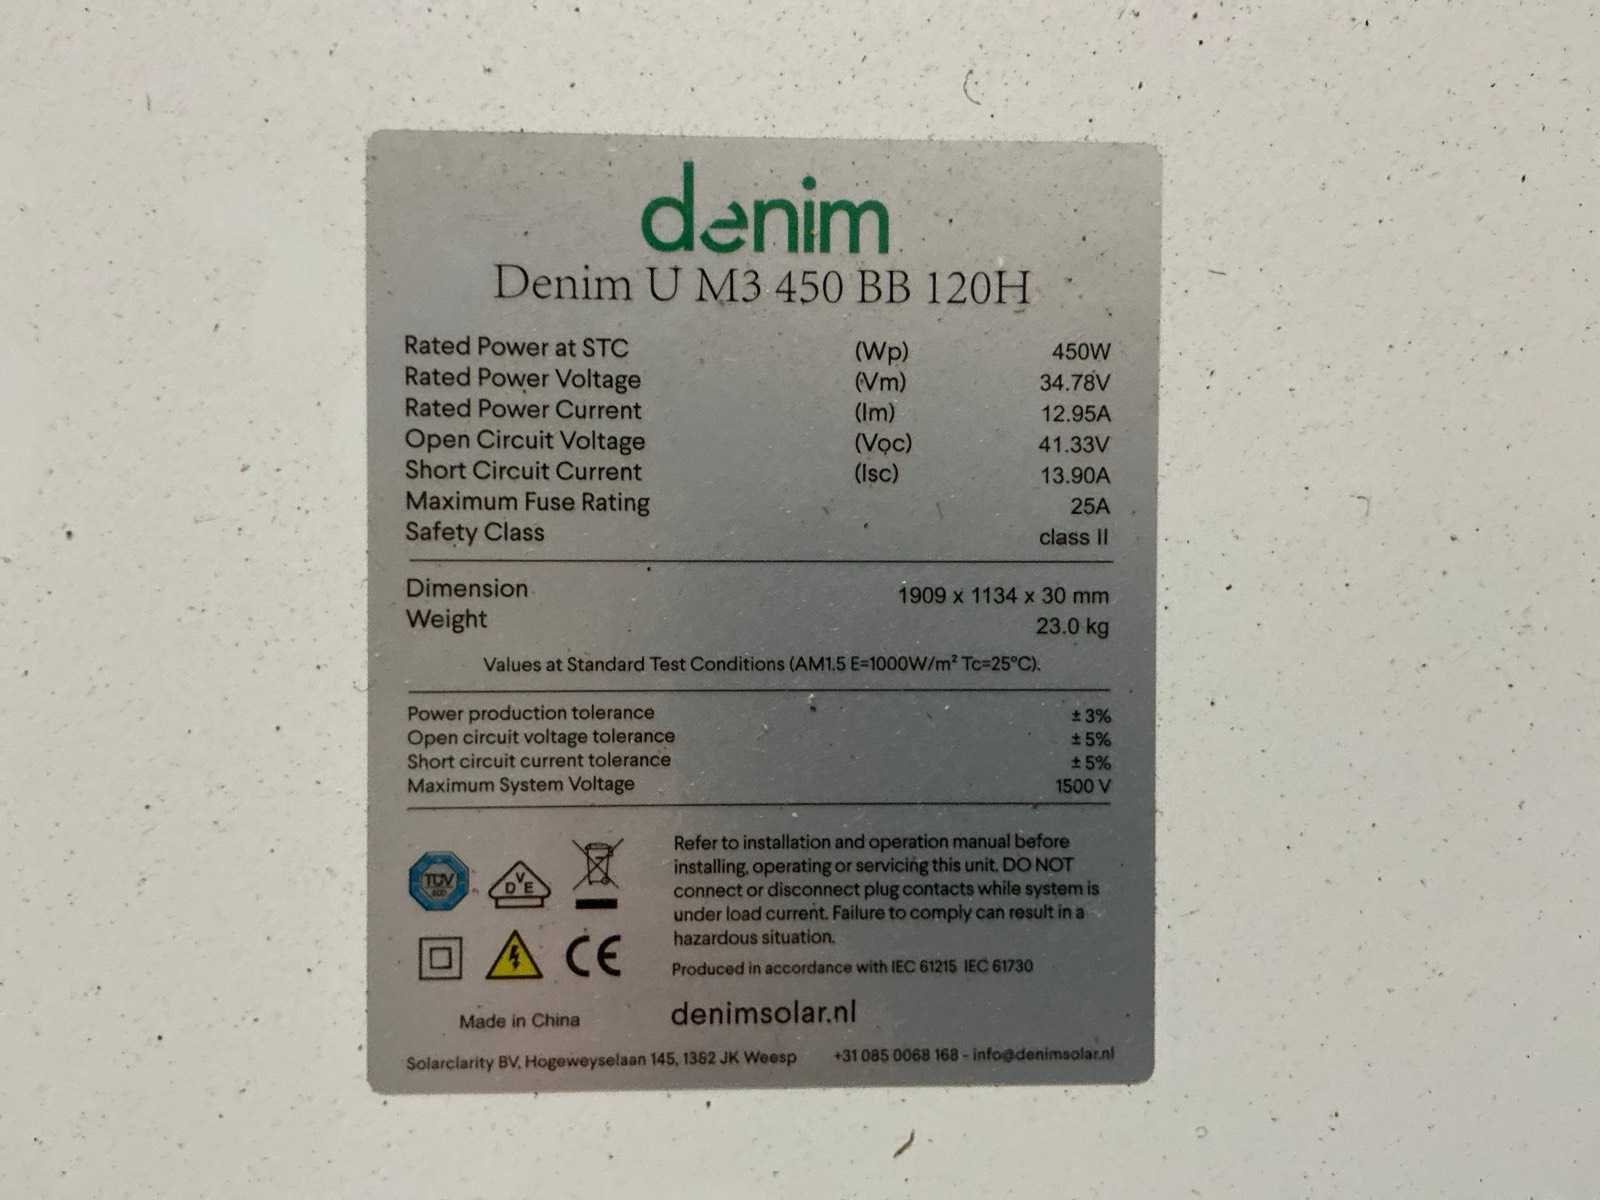 denim
Denim U M3 450 BB 120H
Rated Power at STC (Wp) 450W
Rated Power Voltage (Vm) 34.78V
Rated Power Current (Im) 12.95A
Open Circuit Voltage (Voc) 41.33V
Short Circuit Current (Isc) 13.90A
Maximum Fuse Rating 25A
Safety Class class II
Dimension 1909 x 1134 x 30 mm
Weight 23.0 kg
Values at Standard Test Conditions (AM1.5 E=1000W/m² Tc=25°C).
Power production tolerance ± 3%
Open circuit voltage tolerance ± 5%
Short circuit current tolerance ± 5%
Maximum System Voltage 1500 V
Refer to installation and operation manual before
installing, operating or servicing this unit. DO NOT
connect or disconnect plug contacts while system is
under load current. Failure to comply can result in a
hazardous situation.
Produced in accordance with IEC 61215 IEC 61730
TÜV
VDE
CE
Made in China
denimsolar.nl
Solarclarity BV, Hogeweyselaan 145, 1382 JK Weesp +31 085 0068 168 - info@denimsolar.nl